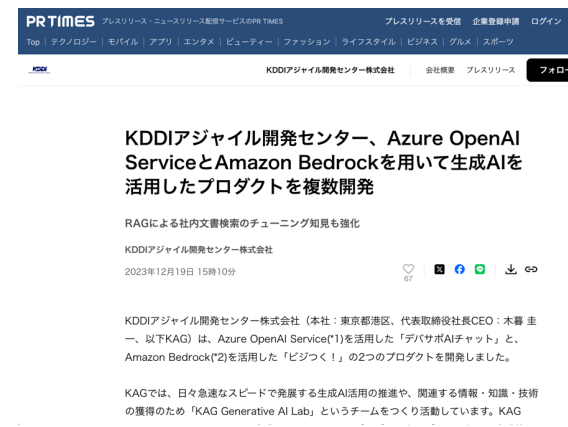 PR TIMES プレスリリース・ニュースリリース配信サービスのPR TIMES プレスリリースを受信 企業登録申請 ログイン
Top | テクノロジー | モバイル | アプリ | エンタメ | ビューティー | ファッション | ライフスタイル | ビジネス | グルメ | スポーツ
KDDI KDDIアジャイル開発センター株式会社 会社概要 プレスリリース フォロー
KDDIアジャイル開発センター、Azure OpenAI
ServiceとAmazon Bedrockを用いて生成AIを
活用したプロダクトを複数開発
RAGによる社内文書検索のチューニング知見も強化
KDDIアジャイル開発センター株式会社
2023年12月19日 15時10分
67
KDDIアジャイル開発センター株式会社（本社：東京都港区、代表取締役社長CEO：木暮 圭
一、以下KAG）は、Azure OpenAI Service(*1)を活用した「デバサポAIチャット」と、
Amazon Bedrock(*2)を活用した「ビジつく！」の2つのプロダクトを開発しました。
KAGでは、日々急速なスピードで発展する生成AI活用の推進や、関連する情報・知識・技術
の獲得のため「KAG Generative AI Lab」というチームをつくり活動しています。KAG